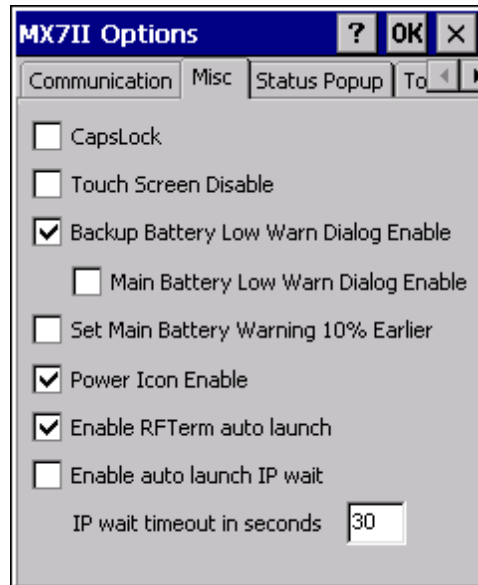 MX7II Options ? OK ×
Communication Misc Status Popup To
CapsLock
Touch Screen Disable
Backup Battery Low Warn Dialog Enable
Main Battery Low Warn Dialog Enable
Set Main Battery Warning 10% Earlier
Power Icon Enable
Enable RFTerm auto launch
Enable auto launch IP wait
IP wait timeout in seconds 30